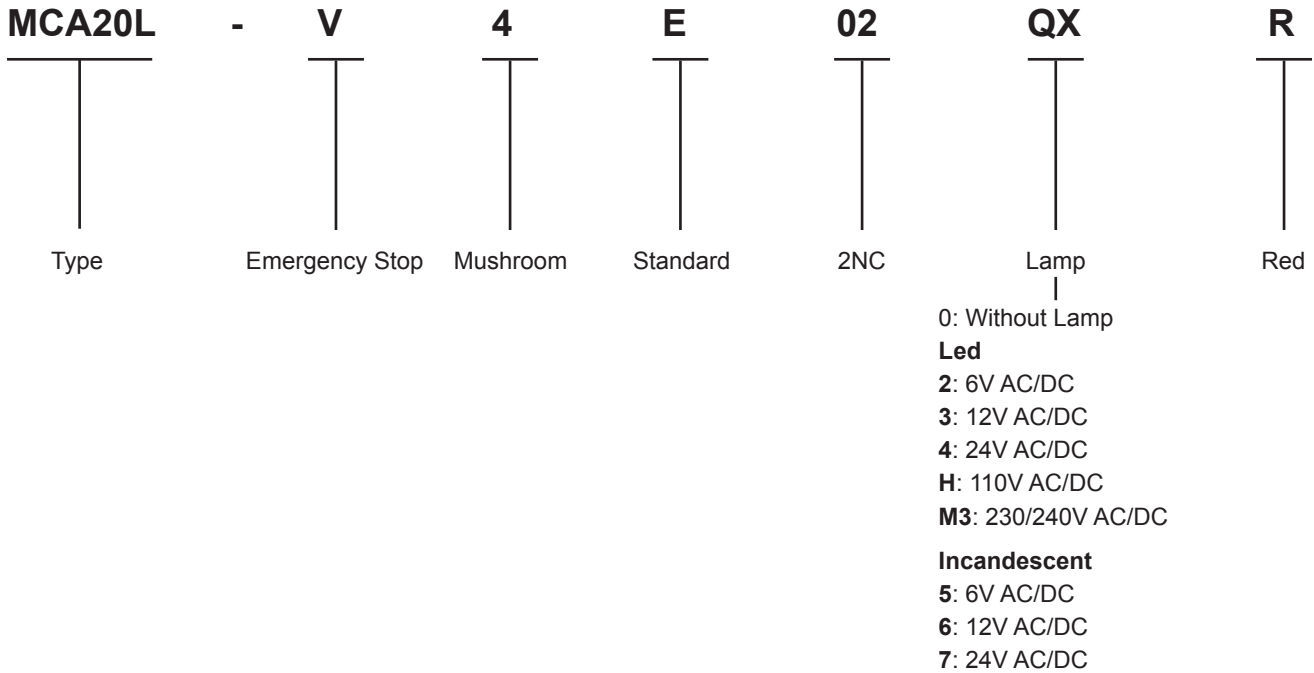 MCA20L - V 4 E 02 QX R
Type Emergency Stop Mushroom Standard 2NC Lamp Red
0: Without Lamp
Led
2: 6V AC/DC
3: 12V AC/DC
4: 24V AC/DC
H: 110V AC/DC
M3: 230/240V AC/DC
Incandescent
5: 6V AC/DC
6: 12V AC/DC
7: 24V AC/DC